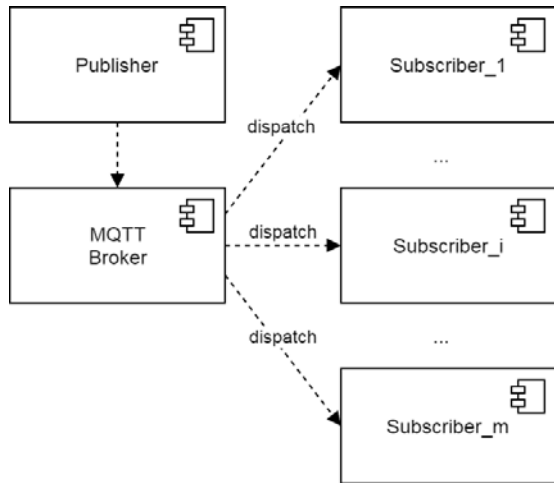 Publisher
Subscriber_1
dispatch
...
MQTT
Broker
dispatch
Subscriber_i
dispatch
...
Subscriber_m